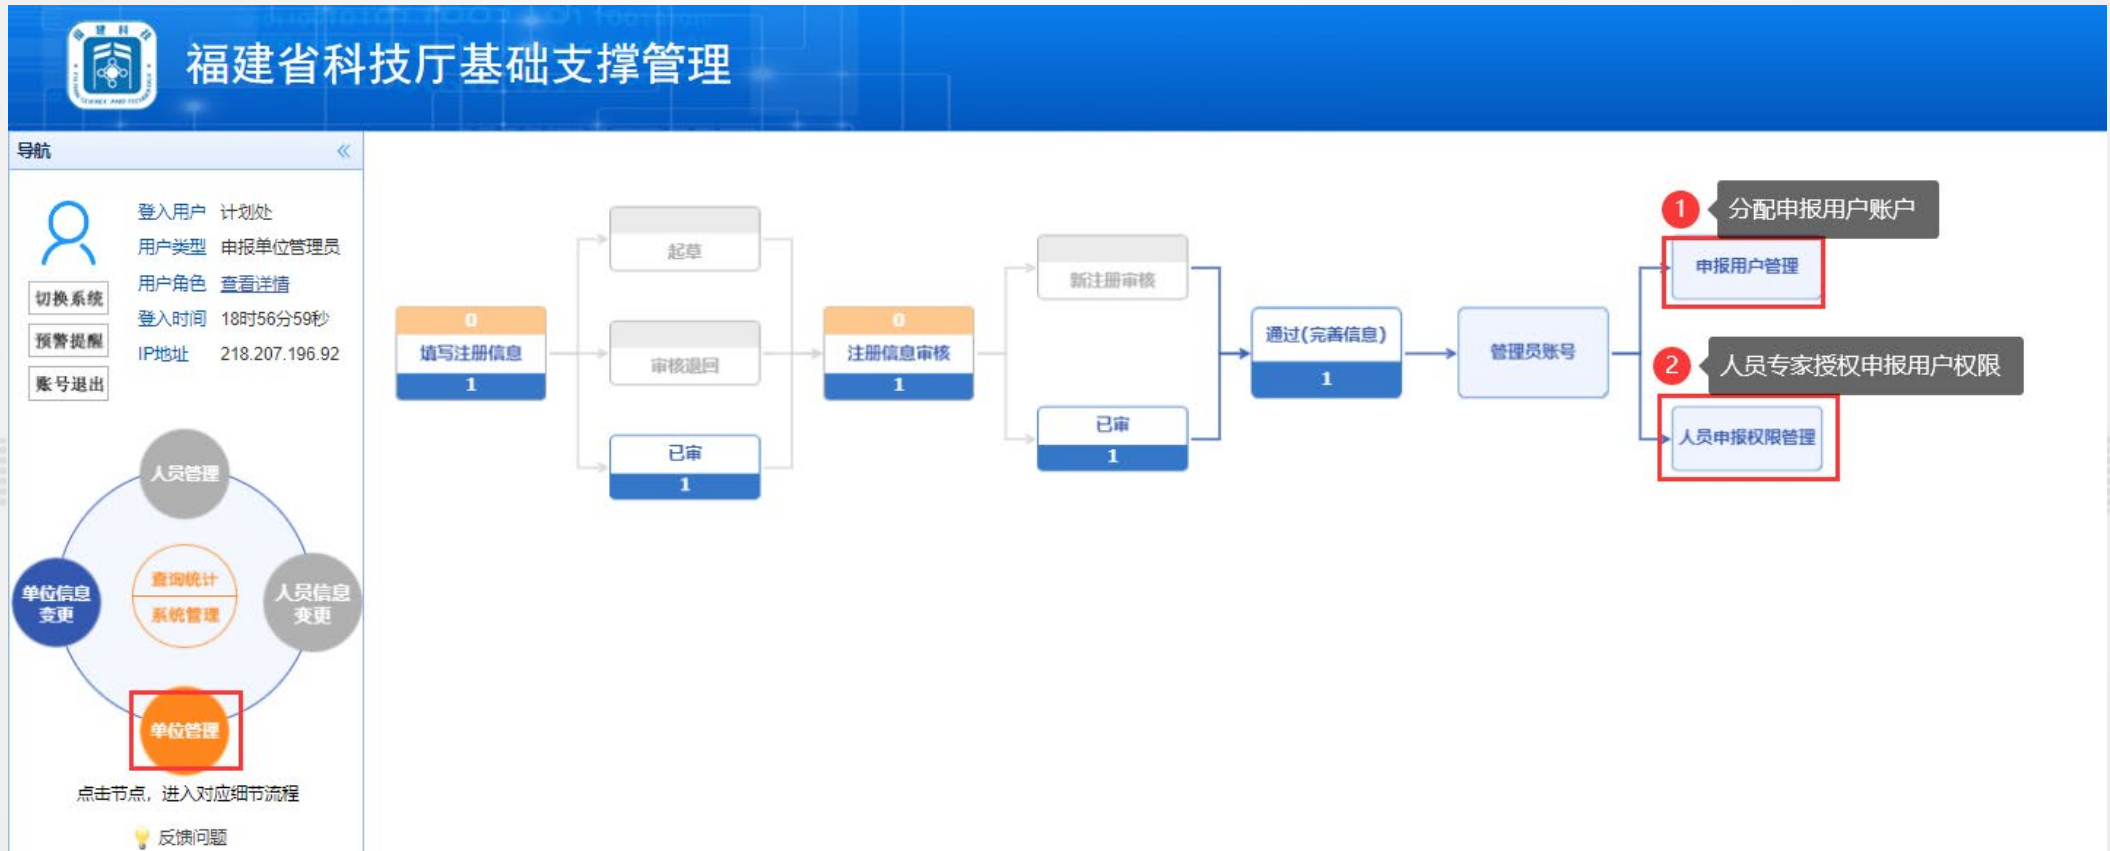 福建科技
FUJIAN SCIENCE AND TECHNOLOGY
福建省科技厅基础支撑管理
导航
登入用户 计划处
用户类型 申报单位管理员
用户角色 查看详情
登入时间 18时56分59秒
IP地址 218.207.196.92
切换系统
预警提醒
账号退出
人员管理
单位信息
变更
查询统计
系统管理
人员信息
变更
单位管理
点击节点，进入对应细节流程
反馈问题
0
填写注册信息
1
起草
审核退回
已审
1
0
注册信息审核
1
新注册审核
已审
1
通过(完善信息)
1
管理员账号
1 分配申报用户账户
申报用户管理
2 人员专家授权申报用户权限
人员申报权限管理